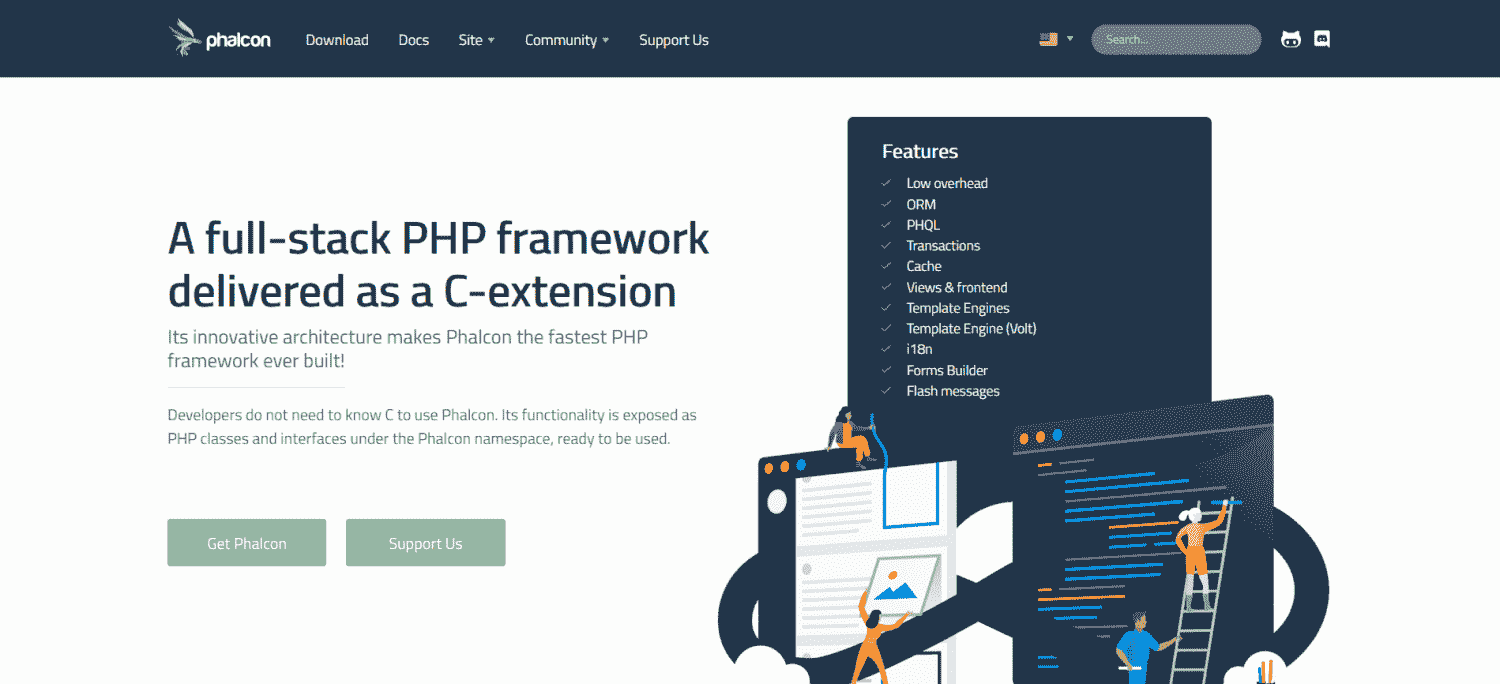 phalcon
Download
Docs
Site
Community
Support Us
Search...
Features
Low overhead
ORM
PHQL
Transactions
Cache
Views & frontend
Template Engines
Template Engine (Volt)
i18n
Forms Builder
Flash messages
A full-stack PHP framework
delivered as a C-extension
Its innovative architecture makes Phalcon the fastest PHP
framework ever built!
Developers do not need to know C to use Phalcon. Its functionality is exposed as
PHP classes and interfaces under the Phalcon namespace, ready to be used.
Get Phalcon
Support Us